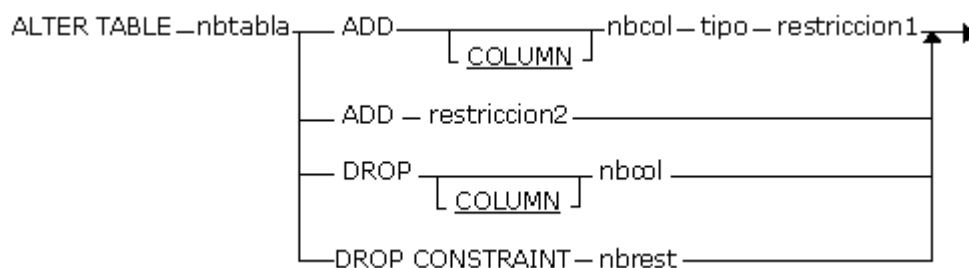 ALTER TABLE nbtabla ADD COLUMN nbcol tipo restriccion1
ADD restriccion2
DROP COLUMN nbcol
DROP CONSTRAINT nbrest